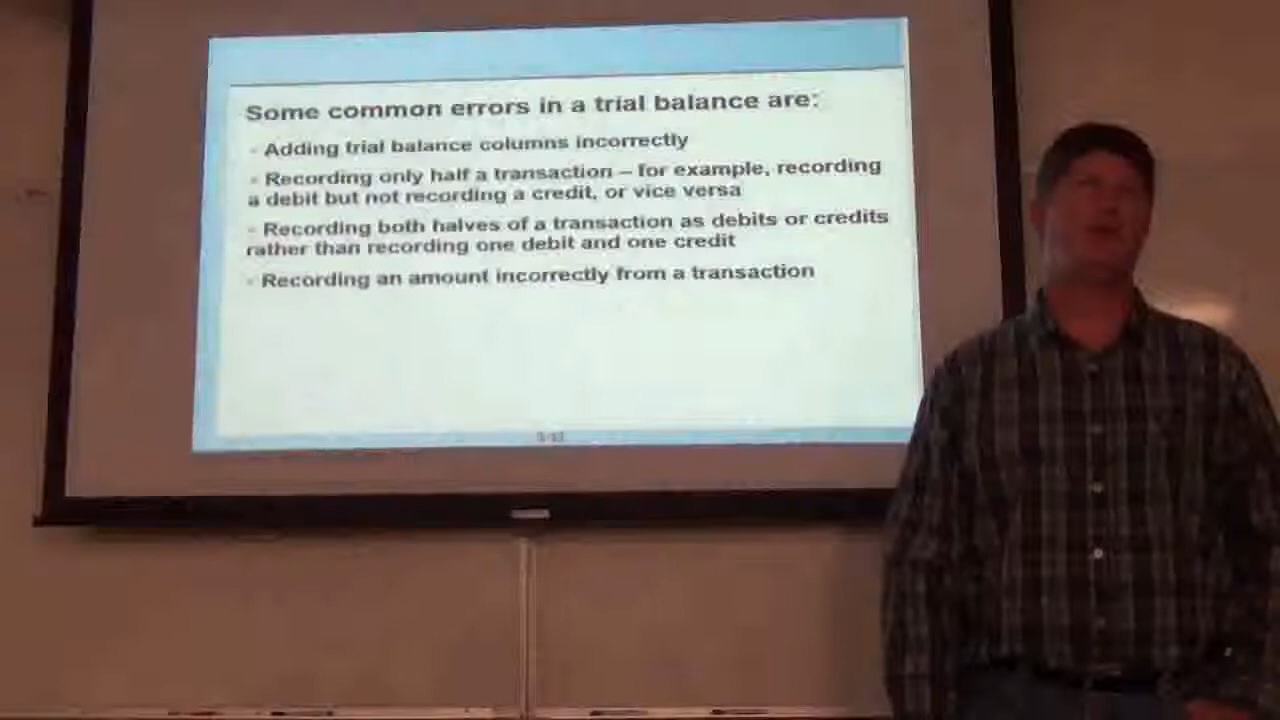 Some common errors in a trial balance are:
- Adding trial balance columns incorrectly
- Recording only half a transaction – for example, recording
a debit but not recording a credit, or vice versa
- Recording both halves of a transaction as debits or credits
rather than recording one debit and one credit
- Recording an amount incorrectly from a transaction